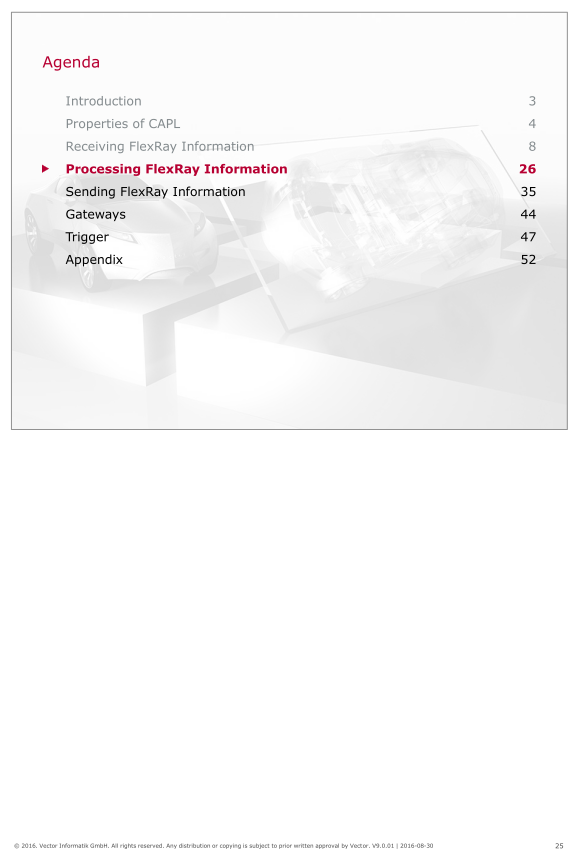 Agenda
Introduction 3
Properties of CAPL 4
Receiving FlexRay Information 8
Processing FlexRay Information 26
Sending FlexRay Information 35
Gateways 44
Trigger 47
Appendix 52
© 2016. Vector Informatik GmbH. All rights reserved. Any distribution or copying is subject to prior written approval by Vector. V9.0.01 | 2016-08-30 25